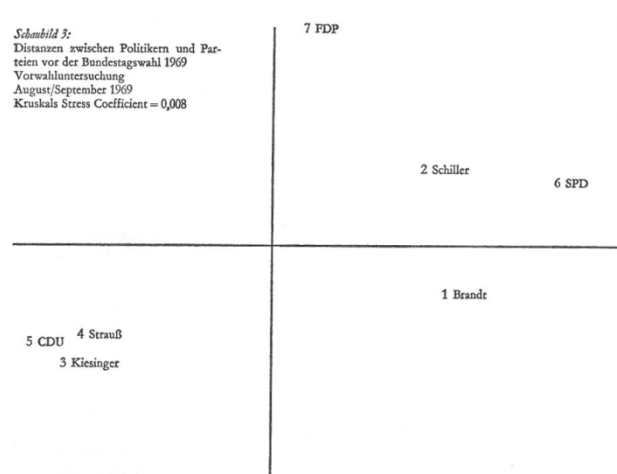 Schaubild 3:
Distanzen zwischen Politikern und Par-
teien vor der Bundestagswahl 1969
Vorwahluntersuchung
August/September 1969
Kruskals Stress Coefficient = 0,008
7 FDP
2 Schiller
6 SPD
1 Brandt
4 Strauß
5 CDU
3 Kiesinger